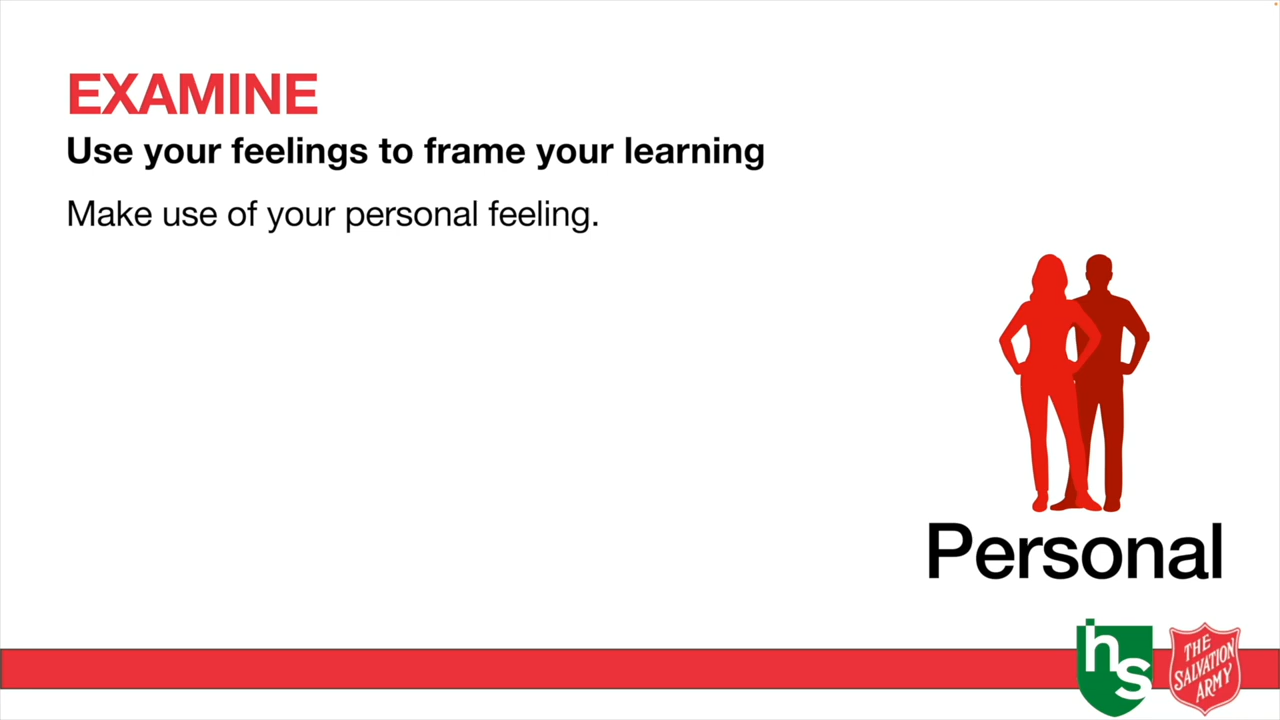 EXAMINE
Use your feelings to frame your learning
Make use of your personal feeling.
Personal
hs
THE
SALVATION
ARMY